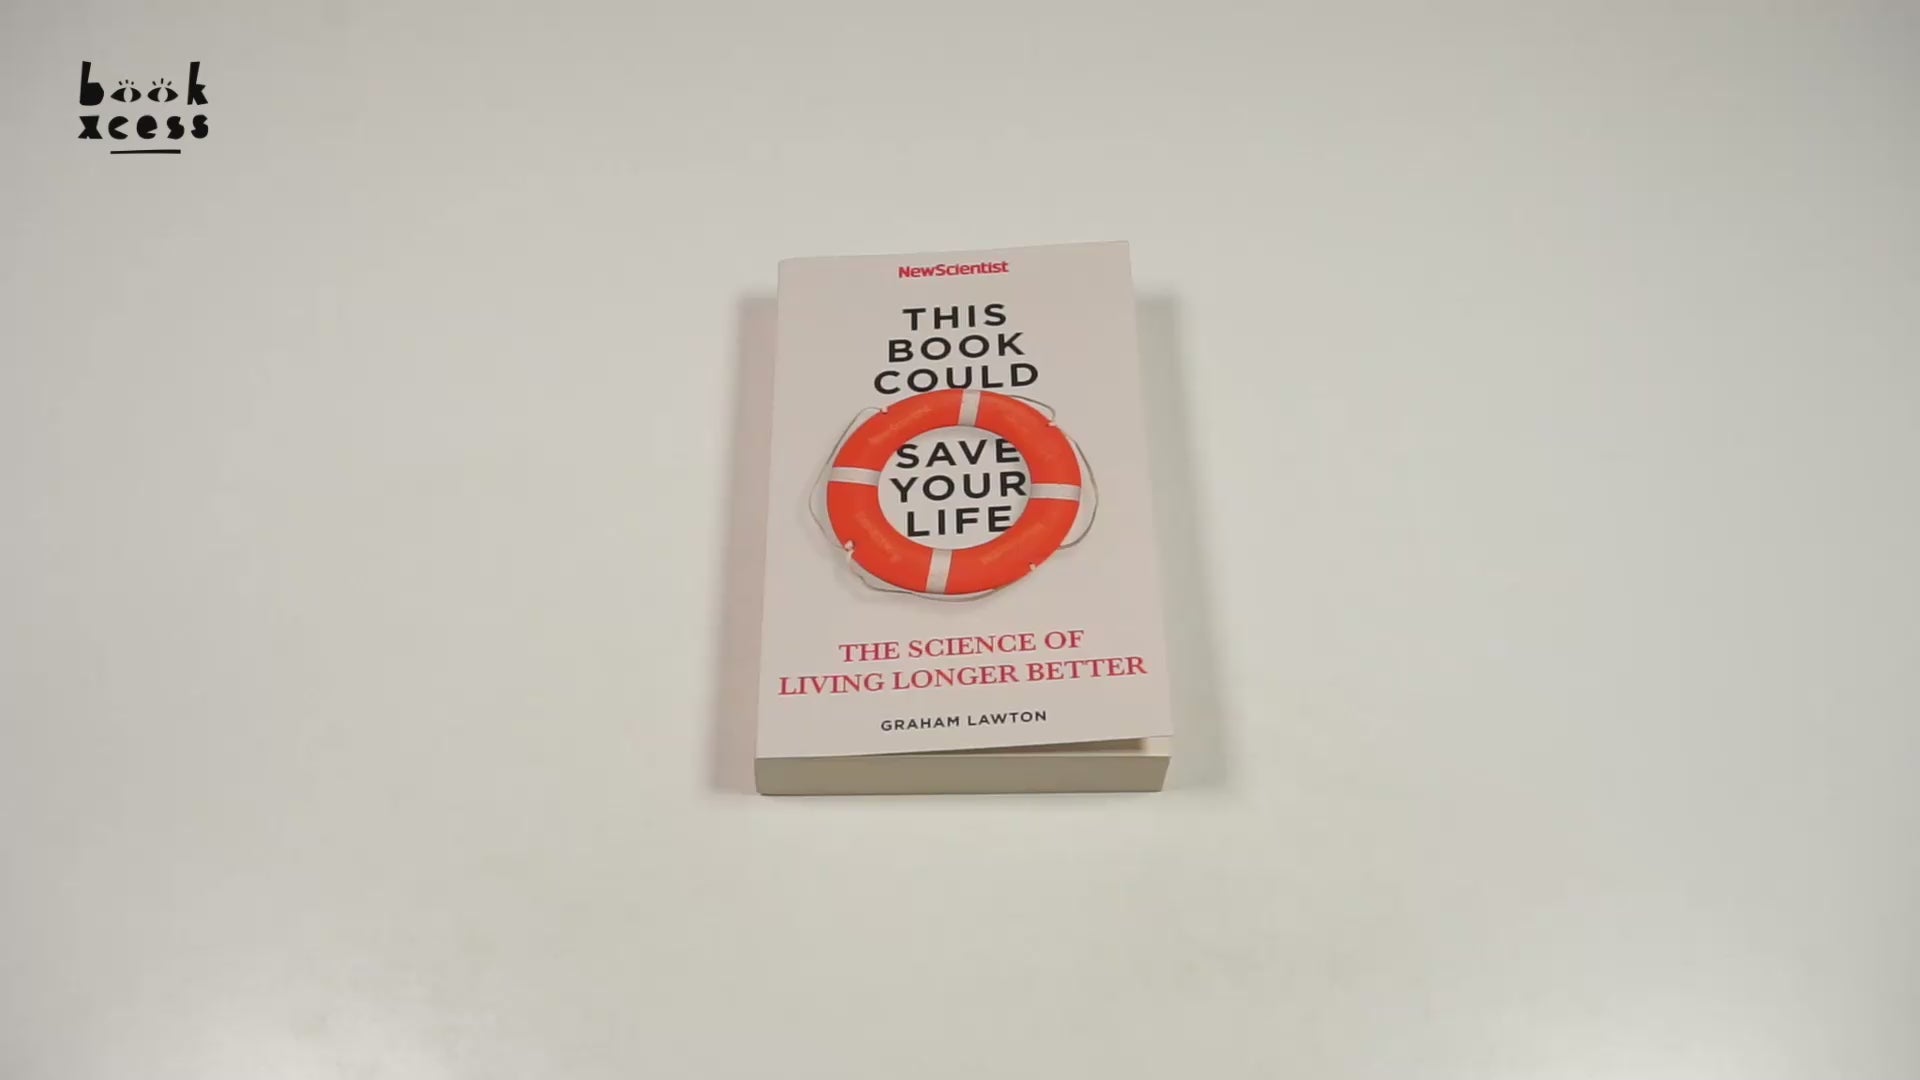 book
xcess
NewScientist
THIS
BOOK
COULD
SAVE
YOUR
LIFE
THE SCIENCE OF
LIVING LONGER BETTER
GRAHAM LAWTON